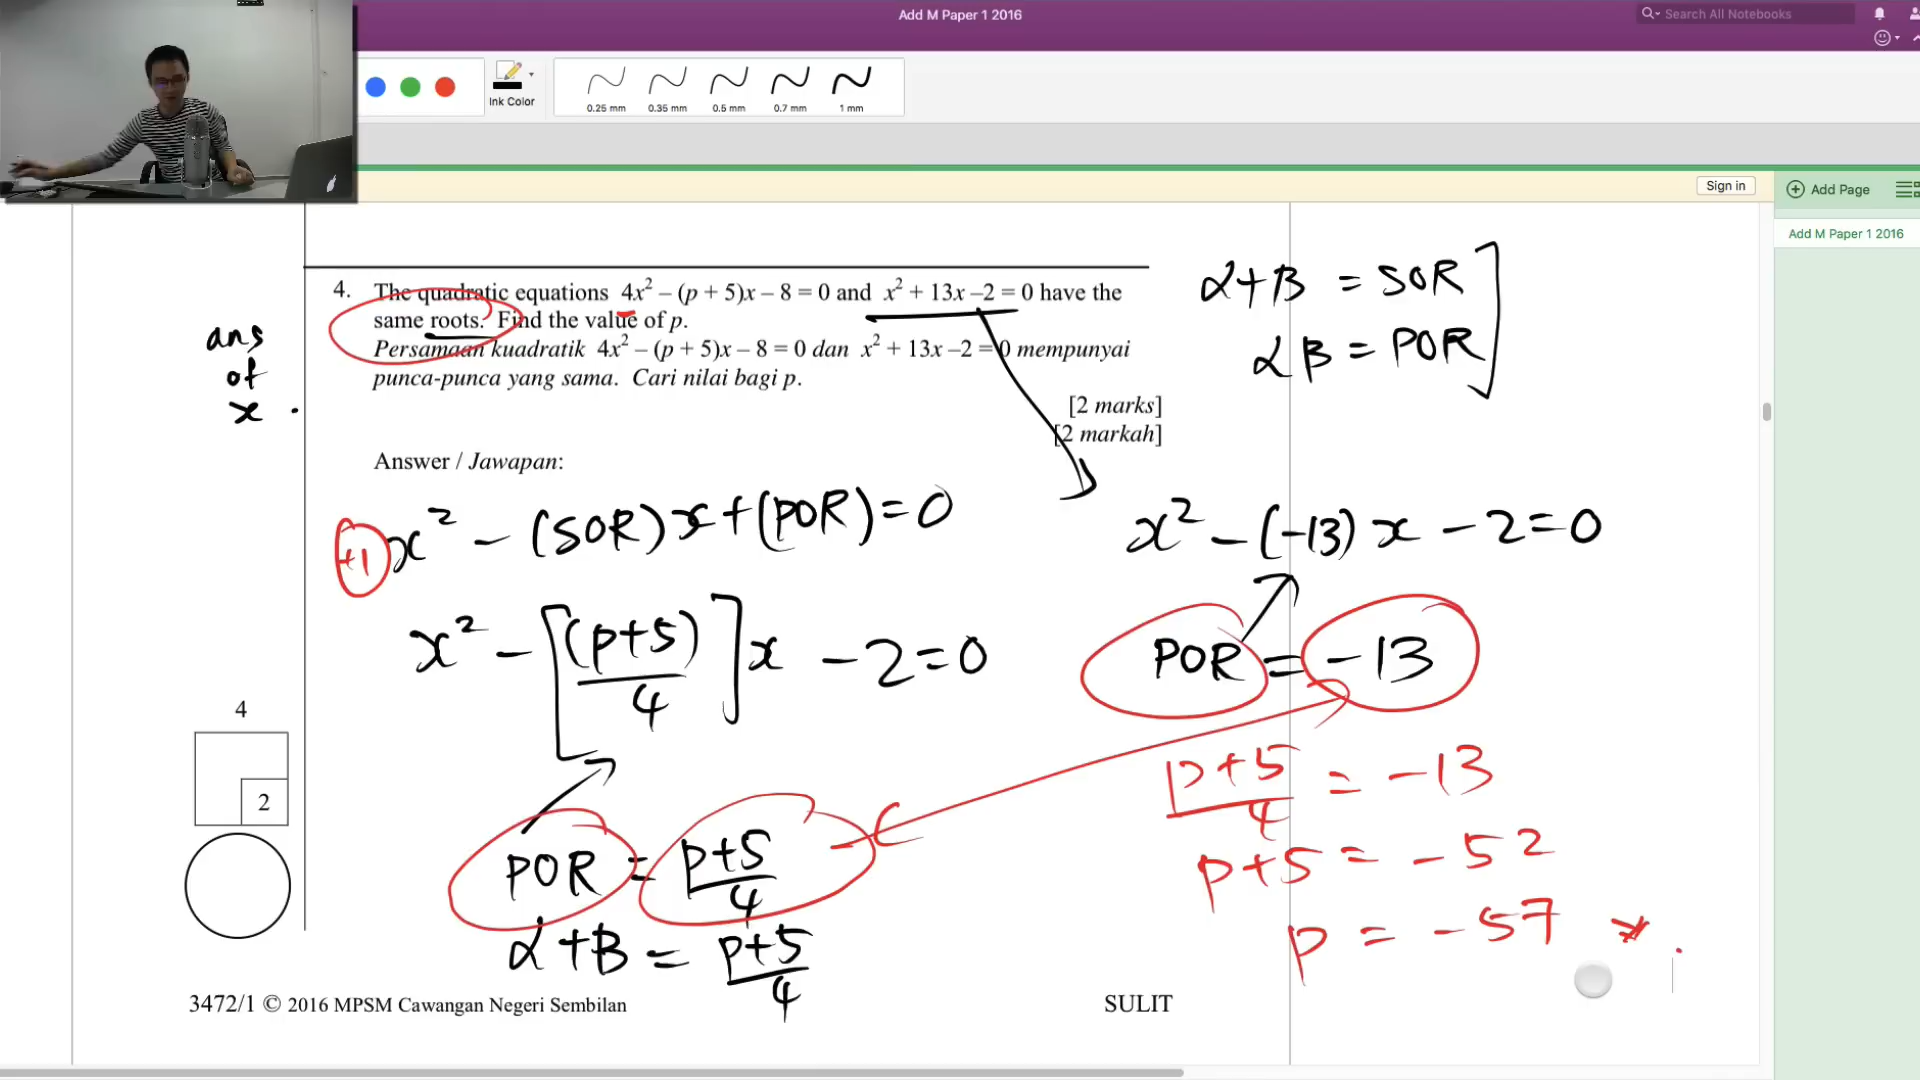 Add M Paper 1 2016
Search All Notebooks
Ink Color
0.25 mm
0.35 mm
0.5 mm
0.7 mm
1 mm
Sign in
Add Page
Add M Paper 1 2016
4. The quadratic equations 4x² – (p + 5)x – 8 = 0 and x² + 13x –2 = 0 have the
same roots. Find the value of p.
Persamaan kuadratik 4x² – (p + 5)x – 8 = 0 dan x² + 13x –2 = 0 mempunyai
punca-punca yang sama. Cari nilai bagi p.
[2 marks]
[2 markah]
Answer / Jawapan:
ans
of
x
α+β = SOR
αβ = POR
+1 x² – (SOR)x+(POR)=0
x² – [(p+5)/4]x – 2=0
POR = p+5/4
α+β = p+5/4
x² – (-13)x – 2=0
POR = -13
p+5/4 = -13
p+5 = -52
p = -57 *
4
2
3472/1 © 2016 MPSM Cawangan Negeri Sembilan
SULIT